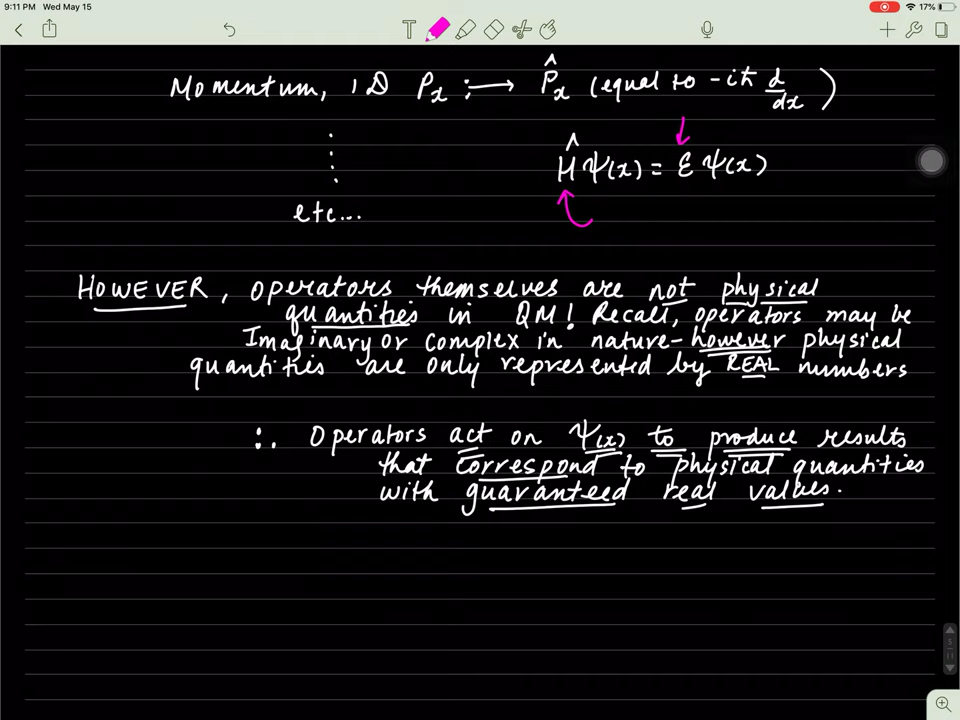 9:11 PM Wed May 15
17%
T
Momentum, 1D Px :⟶ P̂x (equal to -iħ d/dx)
Ĥ Ψ(x) = E Ψ(x)
etc...
HOWEVER, operators themselves are not physical
quantities in QM! Recall, operators may be
Imaginary or complex in nature- however physical
quantities are only represented by REAL numbers
∴ Operators act on Ψ(x) to produce results
that correspond to physical quantities
with guaranteed real values.